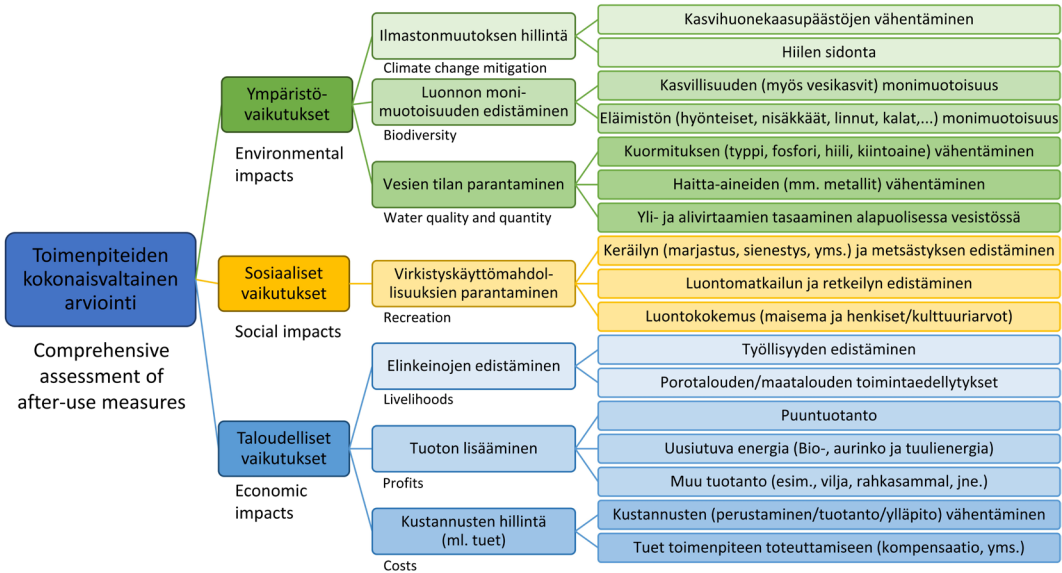 Toimenpiteiden
kokonaisvaltainen
arviointi
Comprehensive
assessment of
after-use measures
Ympäristö-
vaikutukset
Environmental
impacts
Ilmastonmuutoksen hillintä
Climate change mitigation
Kasvihuonekaasupäästöjen vähentäminen
Hiilen sidonta
Luonnon moni-
muotoisuuden edistäminen
Biodiversity
Kasvillisuuden (myös vesikasvit) monimuotoisuus
Eläimistön (hyönteiset, nisäkkäät, linnut, kalat,...) monimuotoisuus
Vesien tilan parantaminen
Water quality and quantity
Kuormituksen (typpi, fosfori, hiili, kiintoaine) vähentäminen
Haitta-aineiden (mm. metallit) vähentäminen
Yli- ja alivirtaamien tasaaminen alapuolisessa vesistössä
Sosiaaliset
vaikutukset
Social impacts
Virkistyskäyttömahdol-
lisuuksien parantaminen
Recreation
Keräilyn (marjastus, sienestys, yms.) ja metsästyksen edistäminen
Luontomatkailun ja retkeilyn edistäminen
Luontokokemus (maisema ja henkiset/kulttuuriarvot)
Taloudelliset
vaikutukset
Economic
impacts
Elinkeinojen edistäminen
Livelihoods
Työllisyyden edistäminen
Porotalouden/maatalouden toimintaedellytykset
Tuoton lisääminen
Profits
Puuntuotanto
Uusiutuva energia (Bio-, aurinko ja tuulienergia)
Muu tuotanto (esim., vilja, rahkasammal, jne.)
Kustannusten hillintä
(ml. tuet)
Costs
Kustannusten (perustaminen/tuotanto/ylläpito) vähentäminen
Tuet toimenpiteen toteuttamiseen (kompensaatio, yms.)